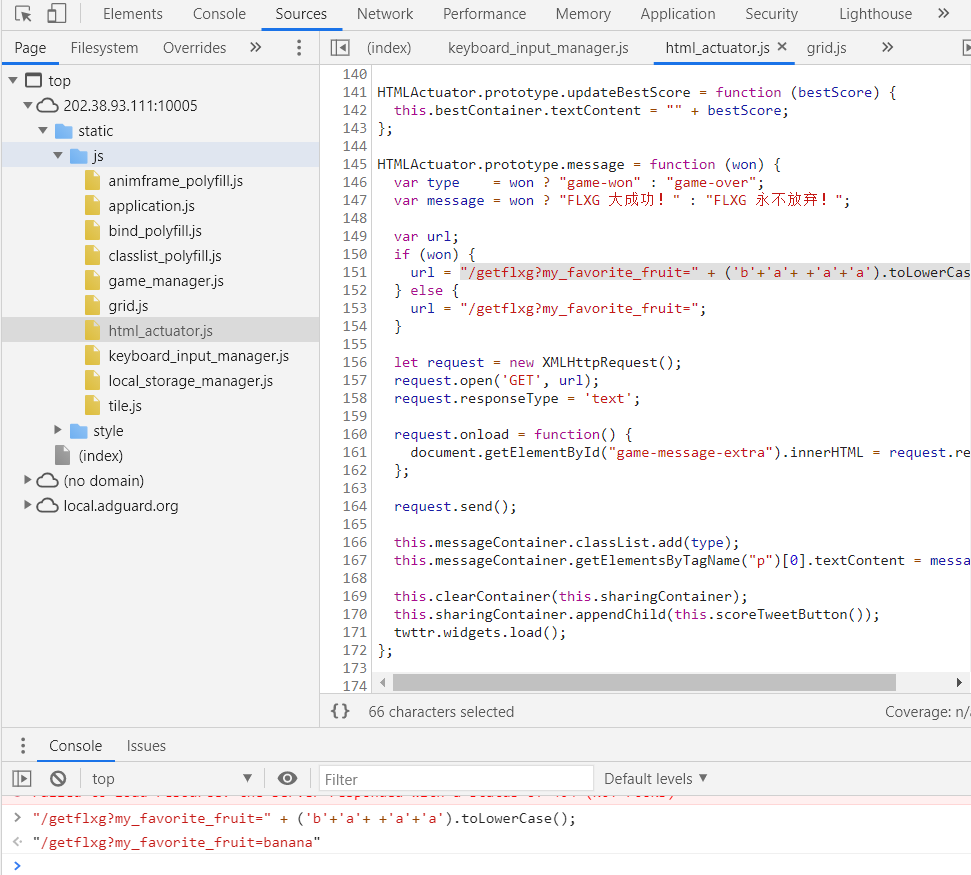 Elements Console Sources Network Performance Memory Application Security Lighthouse »
Page Filesystem Overrides » (index) keyboard_input_manager.js html_actuator.js × grid.js »
top
202.38.93.111:10005
static
js
animframe_polyfill.js
application.js
bind_polyfill.js
classlist_polyfill.js
game_manager.js
grid.js
html_actuator.js
keyboard_input_manager.js
local_storage_manager.js
tile.js
style
(index)
(no domain)
local.adguard.org
140
141 HTMLActuator.prototype.updateBestScore = function (bestScore) {
142   this.bestContainer.textContent = "" + bestScore;
143 };
144
145 HTMLActuator.prototype.message = function (won) {
146   var type    = won ? "game-won" : "game-over";
147   var message = won ? "FLXG 大成功！" : "FLXG 永不放弃！";
148
149   var url;
150   if (won) {
151     url = "/getflxg?my_favorite_fruit=" + ('b'+'a'+ +'a'+'a').toLowerCas
152   } else {
153     url = "/getflxg?my_favorite_fruit=";
154   }
155
156   let request = new XMLHttpRequest();
157   request.open('GET', url);
158   request.responseType = 'text';
159
160   request.onload = function() {
161     document.getElementById("game-message-extra").innerHTML = request.re
162   };
163
164   request.send();
165
166   this.messageContainer.classList.add(type);
167   this.messageContainer.getElementsByTagName("p")[0].textContent = messa
168
169   this.clearContainer(this.sharingContainer);
170   this.sharingContainer.appendChild(this.scoreTweetButton());
171   twttr.widgets.load();
172 };
173
174
{} 66 characters selected Coverage: n/
Console Issues
top Filter Default levels ▼
> "/getflxg?my_favorite_fruit=" + ('b'+'a'+ +'a'+'a').toLowerCase();
"/getflxg?my_favorite_fruit=banana"
>